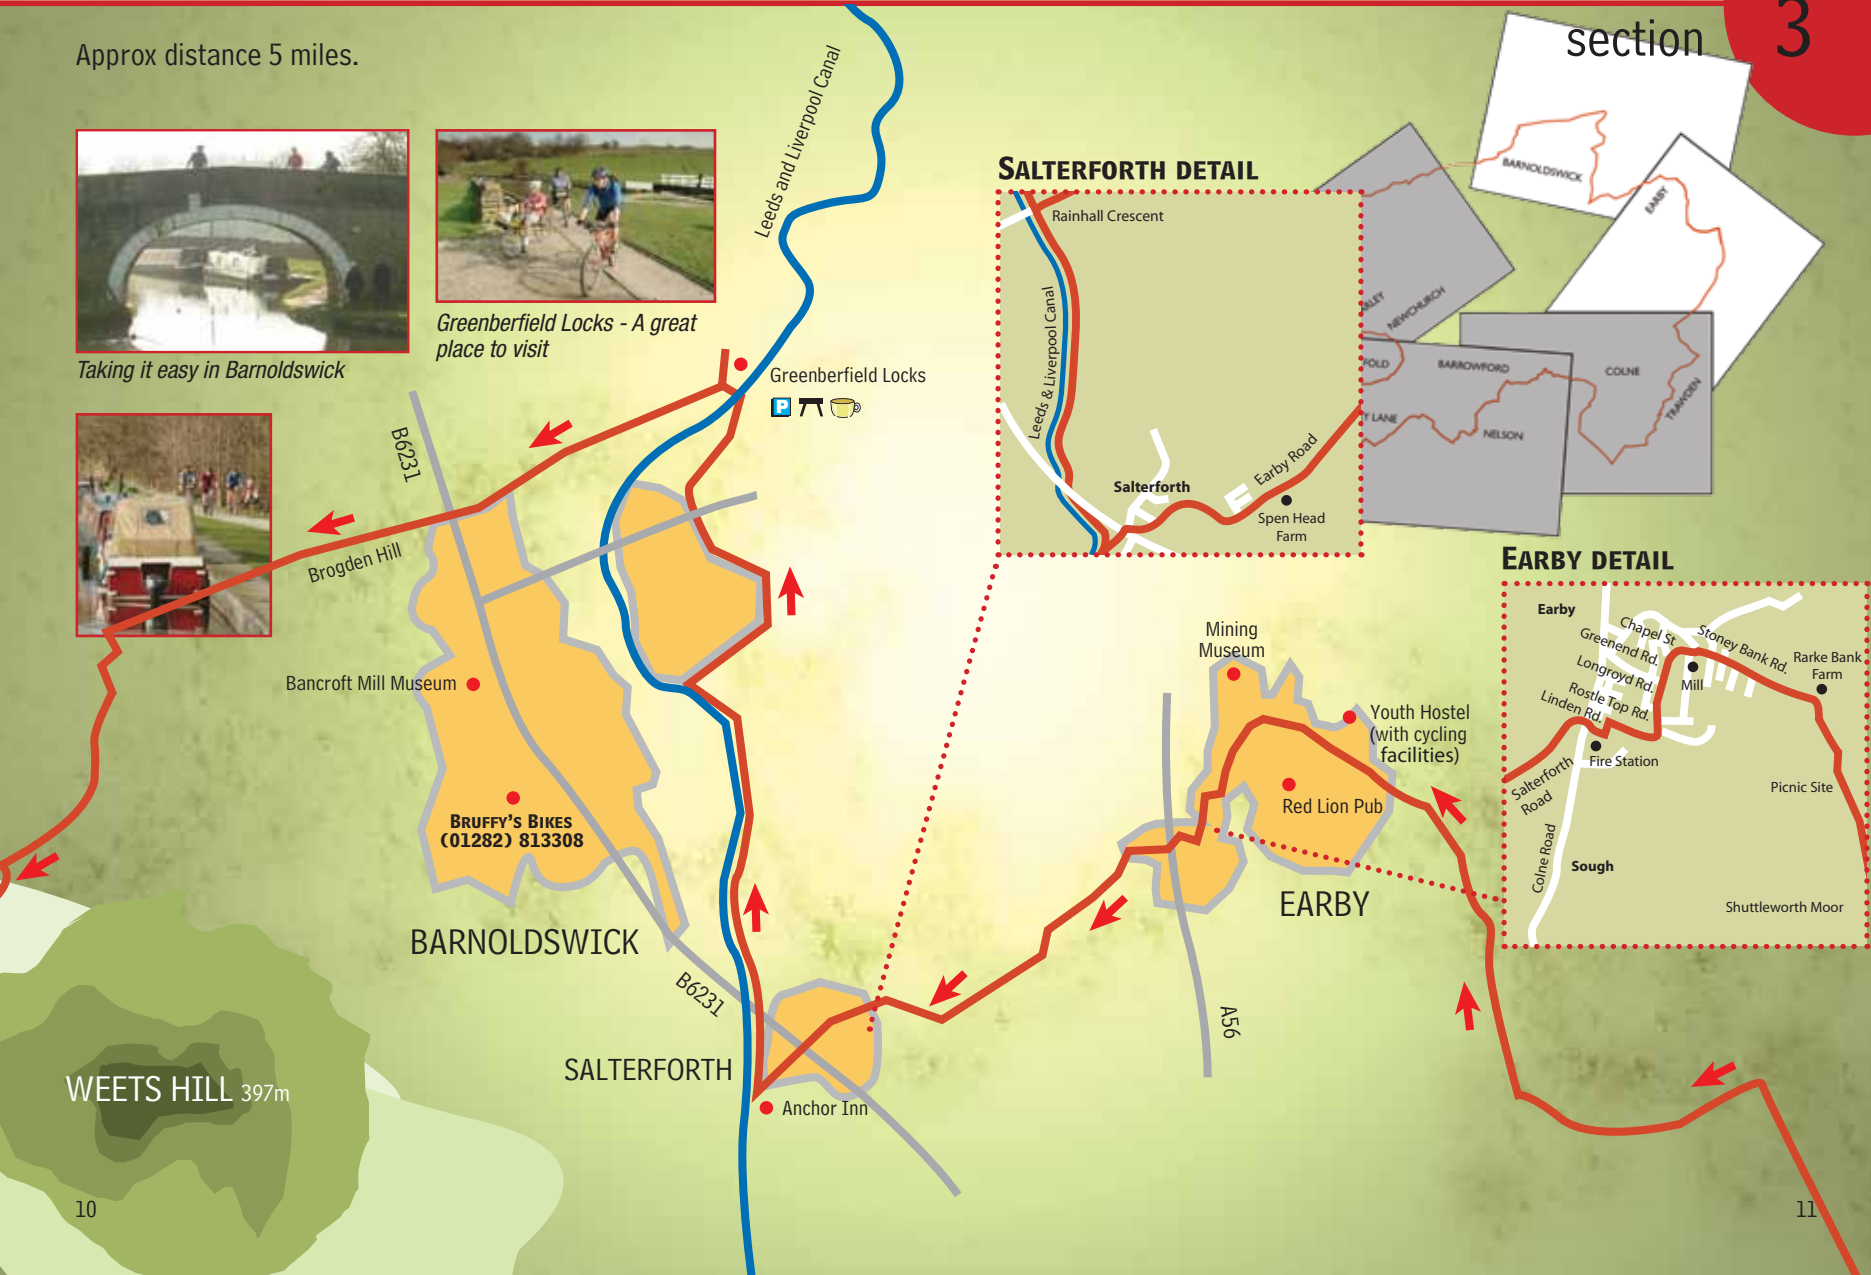 Approx distance 5 miles.
section 3
Taking it easy in Barnoldswick
Greenberfield Locks - A great
place to visit
Leeds and Liverpool Canal
Greenberfield Locks
P
B6231
Brogden Hill
Bancroft Mill Museum
BRUFFY'S BIKES
(01282) 813308
BARNOLDSWICK
B6231
SALTERFORTH
Anchor Inn
WEETS HILL 397m
SALTERFORTH DETAIL
Rainhall Crescent
Leeds & Liverpool Canal
Salterforth
Earby Road
Spen Head
Farm
BARNOLDSWICK
EARBY
NEWCHURCH
BARROWFORD
COLNE
TRAWDEN
NELSON
LANE
Mining
Museum
Youth Hostel
(with cycling
facilities)
Red Lion Pub
EARBY
A56
EARBY DETAIL
Earby
Chapel St
Greenend Rd.
Longroyd Rd.
Rostle Top Rd.
Linden Rd.
Stoney Bank Rd.
Rarke Bank
Farm
Mill
Fire Station
Salterforth
Road
Picnic Site
Colne Road
Sough
Shuttleworth Moor
10
11